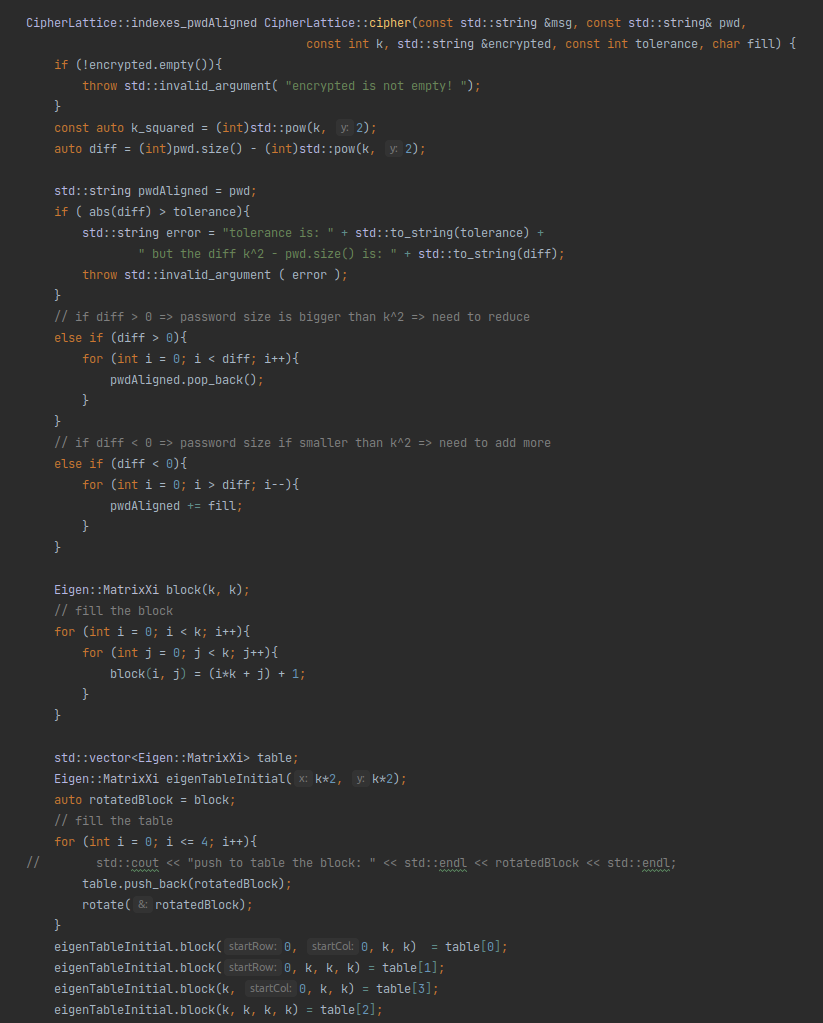 CipherLattice::indexes_pwdAligned CipherLattice::cipher(const std::string &msg, const std::string& pwd,
const int k, std::string &encrypted, const int tolerance, char fill) {
if (!encrypted.empty()){
throw std::invalid_argument( "encrypted is not empty! ");
}
const auto k_squared = (int)std::pow(k, y: 2);
auto diff = (int)pwd.size() - (int)std::pow(k, y: 2);
std::string pwdAligned = pwd;
if ( abs(diff) > tolerance){
std::string error = "tolerance is: " + std::to_string(tolerance) +
" but the diff k^2 - pwd.size() is: " + std::to_string(diff);
throw std::invalid_argument ( error );
}
// if diff > 0 => password size is bigger than k^2 => need to reduce
else if (diff > 0){
for (int i = 0; i < diff; i++){
pwdAligned.pop_back();
}
}
// if diff < 0 => password size if smaller than k^2 => need to add more
else if (diff < 0){
for (int i = 0; i > diff; i--){
pwdAligned += fill;
}
}
Eigen::MatrixXi block(k, k);
// fill the block
for (int i = 0; i < k; i++){
for (int j = 0; j < k; j++){
block(i, j) = (i*k + j) + 1;
}
}
std::vector<Eigen::MatrixXi> table;
Eigen::MatrixXi eigenTableInitial( x: k*2, y: k*2);
auto rotatedBlock = block;
// fill the table
for (int i = 0; i <= 4; i++){
// std::cout << "push to table the block: " << std::endl << rotatedBlock << std::endl;
table.push_back(rotatedBlock);
rotate( &: rotatedBlock);
}
eigenTableInitial.block( startRow: 0, startCol: 0, k, k) = table[0];
eigenTableInitial.block( startRow: 0, k, k, k) = table[1];
eigenTableInitial.block(k, startCol: 0, k, k) = table[3];
eigenTableInitial.block(k, k, k, k) = table[2];